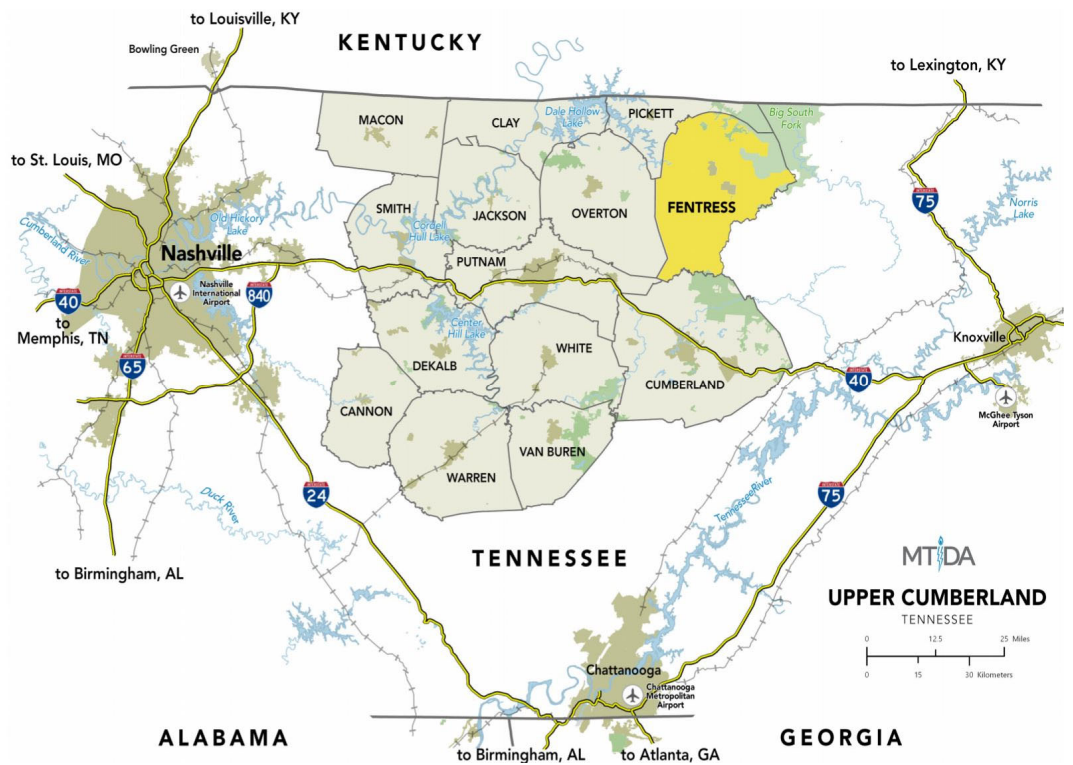 to Louisville, KY
Bowling Green
KENTUCKY
to Lexington, KY
MACON
CLAY
Dale Hollow
Lake
PICKETT
Big South
Fork
to St. Louis, MO
Cumberland River
Old Hickory
Lake
Nashville
SMITH
Cordell
Hull Lake
JACKSON
OVERTON
FENTRESS
PUTNAM
75
Norris
Lake
40
to
Memphis, TN
Nashville
International
Airport
840
65
Center
Hill Lake
DEKALB
WHITE
CUMBERLAND
40
Knoxville
McGhee Tyson
Airport
CANNON
WARREN
VAN BUREN
24
75
Duck River
TennesseeRiver
to Birmingham, AL
TENNESSEE
MTIDA
UPPER CUMBERLAND
TENNESSEE
0 12.5 25 Miles
0 15 30 Kilometers
Chattanooga
Chattanooga
Metropolitan
Airport
ALABAMA
to Birmingham, AL
to Atlanta, GA
GEORGIA